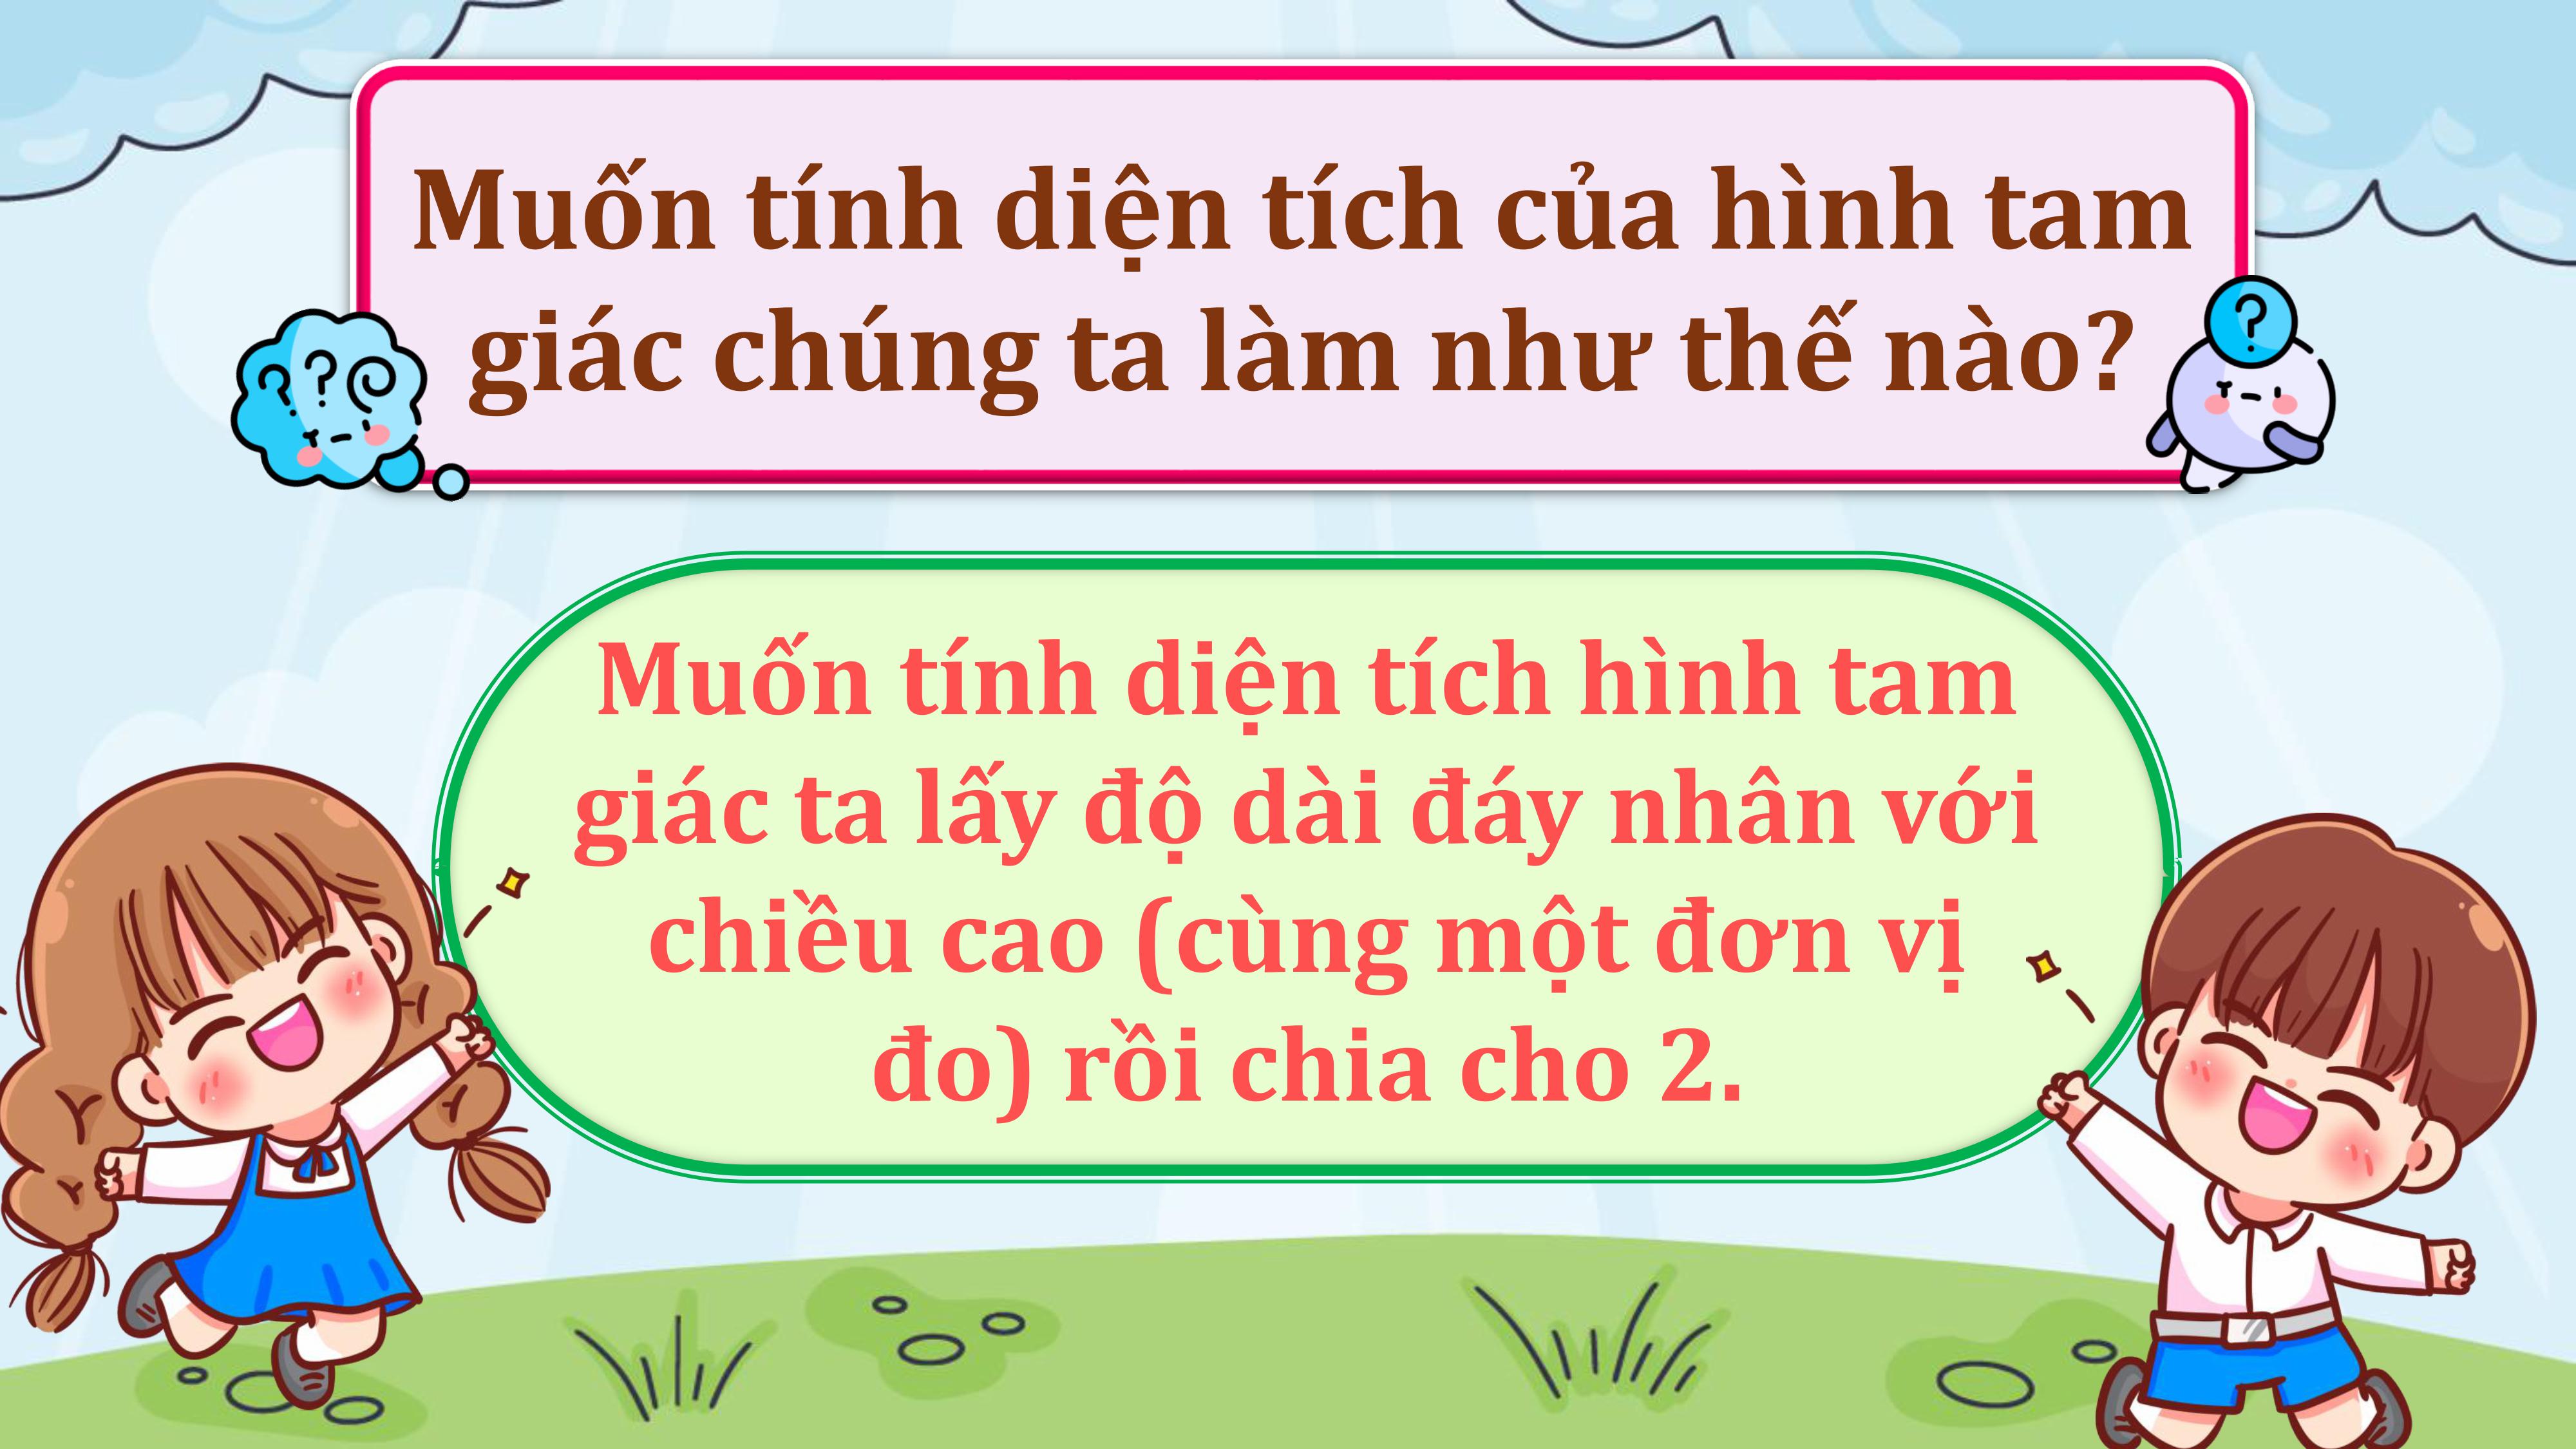 Muốn tính diện tích của hình tam
giác chúng ta làm như thế nào?
Muốn tính diện tích hình tam
giác ta lấy độ dài đáy nhân với
chiều cao (cùng một đơn vị
đo) rồi chia cho 2.